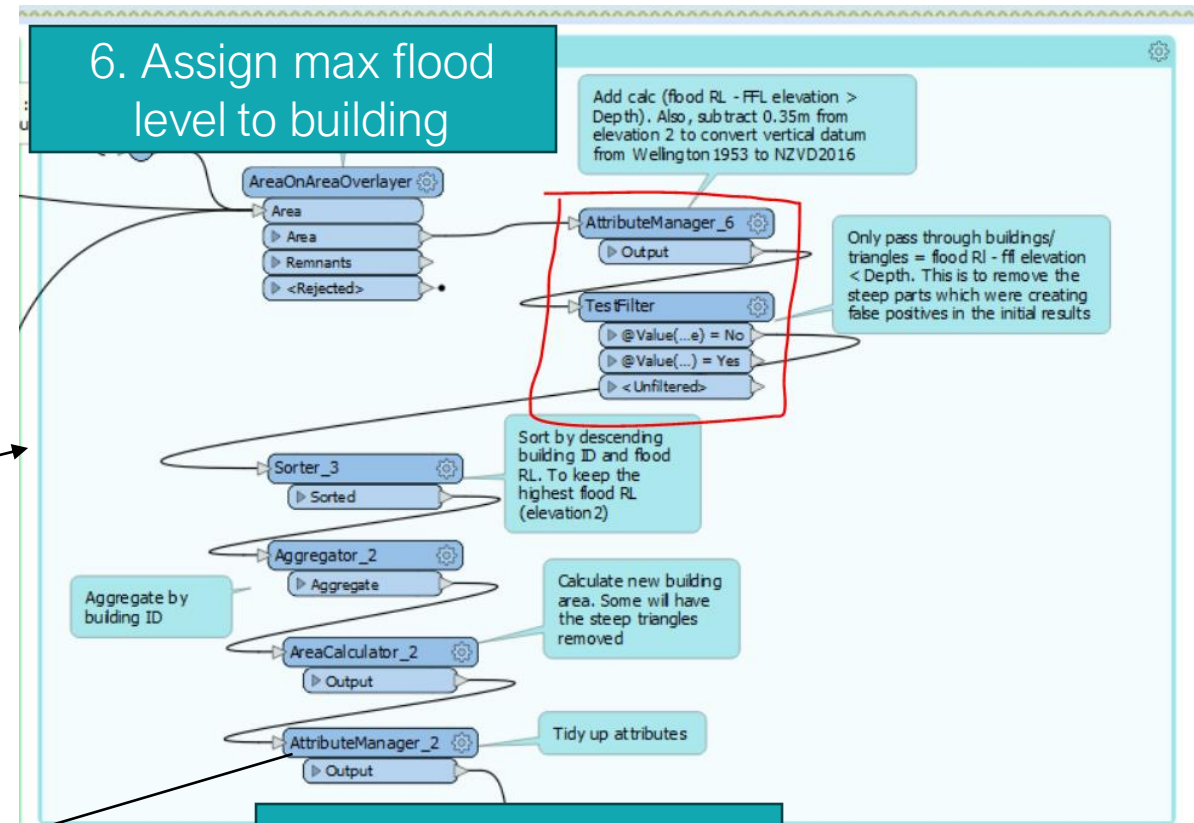 6. Assign max flood
level to building
Add calc (flood RL - FFL elevation >
Depth). Also, subtract 0.35m from
elevation 2 to convert vertical datum
from Wellington 1953 to NZVD2016
AreaOnAreaOverlayer
Area
Area
Remnants
<Rejected>
AttributeManager_6
Output
TestFilter
@Value(...e) = No
@Value(...) = Yes
<Unfiltered>
Only pass through buildings/
triangles = flood Rl - ffl elevation
< Depth. This is to remove the
steep parts which were creating
false positives in the initial results
Sorter_3
Sorted
Sort by descending
building ID and flood
RL. To keep the
highest flood RL
(elevation2)
Aggregator_2
Aggregate
Aggregate by
building ID
Calculate new building
area. Some will have
the steep triangles
removed
AreaCalculator_2
Output
AttributeManager_2
Output
Tidy up attributes